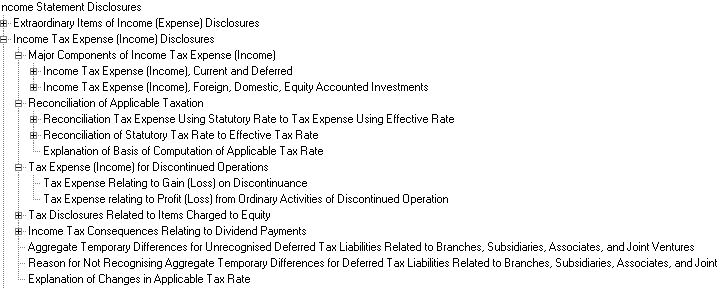 ncome Statement Disclosures
Extraordinary Items of Income (Expense) Disclosures
Income Tax Expense (Income) Disclosures
Major Components of Income Tax Expense (Income)
Income Tax Expense (Income), Current and Deferred
Income Tax Expense (Income), Foreign, Domestic, Equity Accounted Investments
Reconciliation of Applicable Taxation
Reconciliation Tax Expense Using Statutory Rate to Tax Expense Using Effective Rate
Reconciliation of Statutory Tax Rate to Effective Tax Rate
Explanation of Basis of Computation of Applicable Tax Rate
Tax Expense (Income) for Discontinued Operations
Tax Expense Relating to Gain (Loss) on Discontinuance
Tax Expense relating to Profit (Loss) from Ordinary Activities of Discontinued Operation
Tax Disclosures Related to Items Charged to Equity
Income Tax Consequences Relating to Dividend Payments
Aggregate Temporary Differences for Unrecognised Deferred Tax Liabilities Related to Branches, Subsidiaries, Associates, and Joint Ventures
Reason for Not Recognising Aggregate Temporary Differences for Deferred Tax Liabilities Related to Branches, Subsidiaries, Associates, and Joint
Explanation of Changes in Applicable Tax Rate